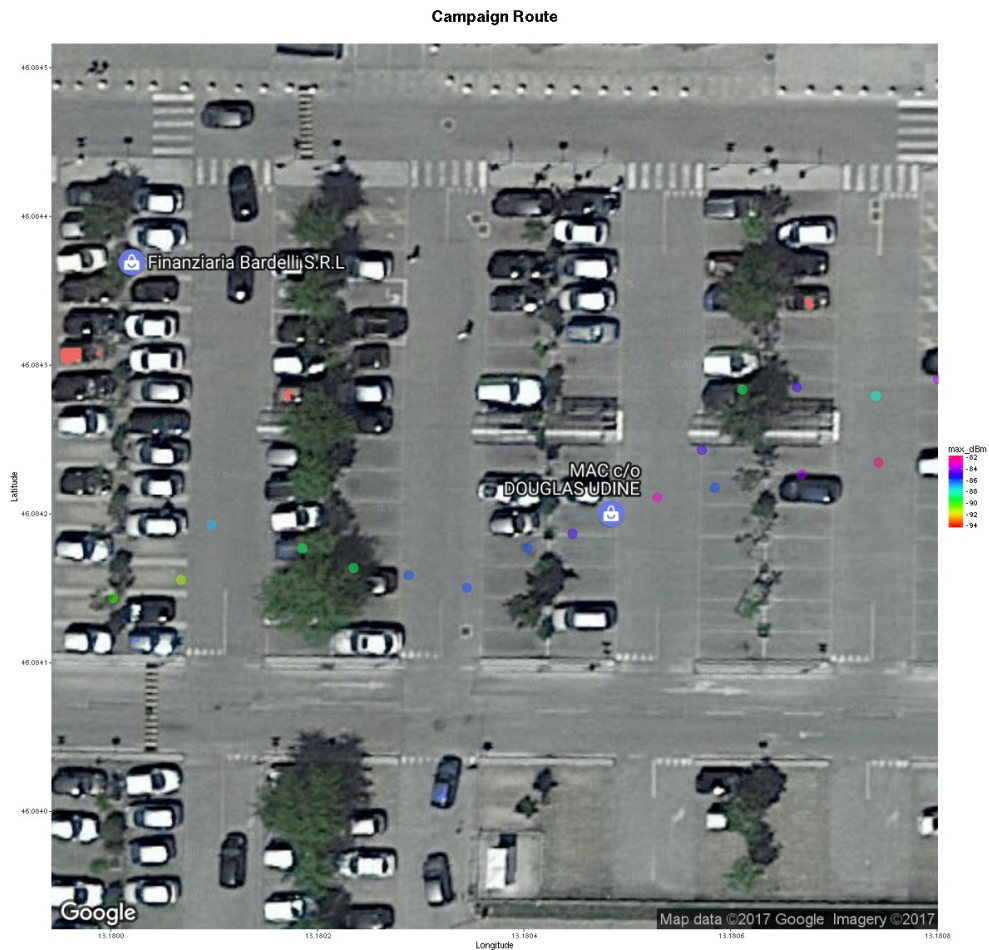 Campaign Route
46.0845
46.0844
Finanziaria Bardelli S.R.L
46.0843
max_dBm
-82
-84
-86
-88
-90
-92
-94
MAC c/o
DOUGLAS UDINE
Latitude
46.0842
46.0841
46.0840
Google
Map data ©2017 Google Imagery ©2017
13.1800
13.1802
13.1804
13.1806
13.1808
Longitude